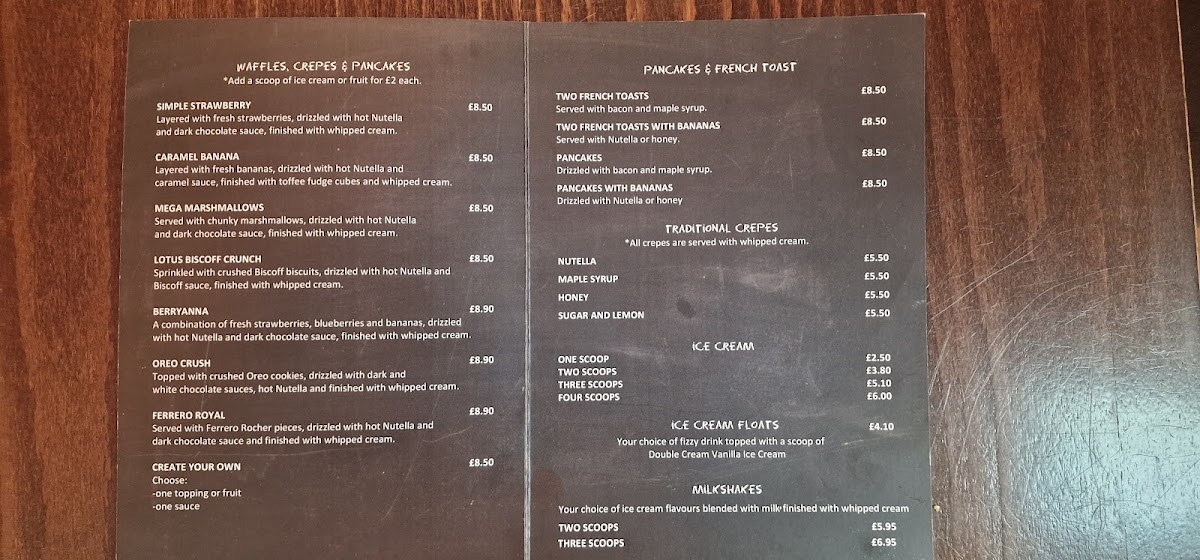 WAFFLES, CREPES & PANCAKES
*Add a scoop of ice cream or fruit for £2 each.
SIMPLE STRAWBERRY £8.50
Layered with fresh strawberries, drizzled with hot Nutella
and dark chocolate sauce, finished with whipped cream.
CARAMEL BANANA £8.50
Layered with fresh bananas, drizzled with hot Nutella and
caramel sauce, finished with toffee fudge cubes and whipped cream.
MEGA MARSHMALLOWS £8.50
Served with chunky marshmallows, drizzled with hot Nutella
and dark chocolate sauce, finished with whipped cream.
LOTUS BISCOFF CRUNCH £8.50
Sprinkled with crushed Biscoff biscuits, drizzled with hot Nutella and
Biscoff sauce, finished with whipped cream.
BERRYANNA £8.90
A combination of fresh strawberries, blueberries and bananas, drizzled
with hot Nutella and dark chocolate sauce, finished with whipped cream.
OREO CRUSH £8.90
Topped with crushed Oreo cookies, drizzled with dark and
white chocolate sauces, hot Nutella and finished with whipped cream.
FERRERO ROYAL £8.90
Served with Ferrero Rocher pieces, drizzled with hot Nutella and
dark chocolate sauce and finished with whipped cream.
CREATE YOUR OWN £8.50
Choose:
-one topping or fruit
-one sauce
PANCAKES & FRENCH TOAST
TWO FRENCH TOASTS £8.50
Served with bacon and maple syrup.
TWO FRENCH TOASTS WITH BANANAS £8.50
Served with Nutella or honey.
PANCAKES £8.50
Drizzled with bacon and maple syrup.
PANCAKES WITH BANANAS £8.50
Drizzled with Nutella or honey
TRADITIONAL CREPES
*All crepes are served with whipped cream.
NUTELLA £5.50
MAPLE SYRUP £5.50
HONEY £5.50
SUGAR AND LEMON £5.50
ICE CREAM
ONE SCOOP £2.50
TWO SCOOPS £3.80
THREE SCOOPS £5.10
FOUR SCOOPS £6.00
ICE CREAM FLOATS £4.10
Your choice of fizzy drink topped with a scoop of
Double Cream Vanilla Ice Cream
MILKSHAKES
Your choice of ice cream flavours blended with milk finished with whipped cream
TWO SCOOPS £5.95
THREE SCOOPS £6.95